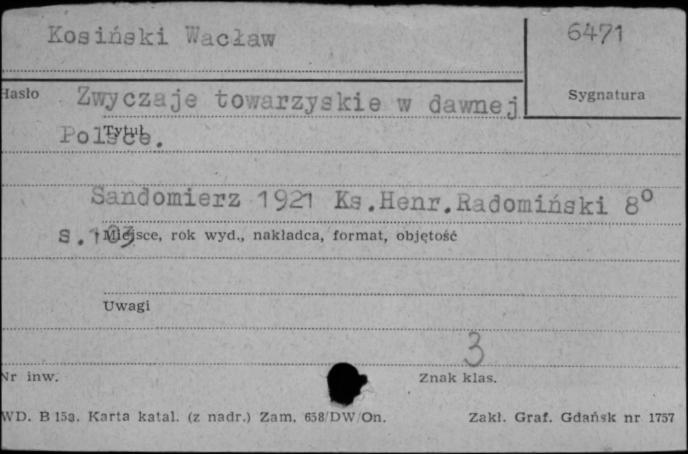 Kosiński Wacław
6471
Hasło
Sygnatura
Zwyczaje towarzyskie w dawnej
Polsce.
Tytuł
Sandomierz 1921 Ks.Henr.Radomiński 8°
s.103
Miejsce, rok wyd., nakładca, format, objętość
Uwagi
3
Nr inw.
Znak klas.
WD. B 15a. Karta katal. (z nadr.) Zam. 658/DW/On.
Zakł. Graf. Gdańsk nr 1757